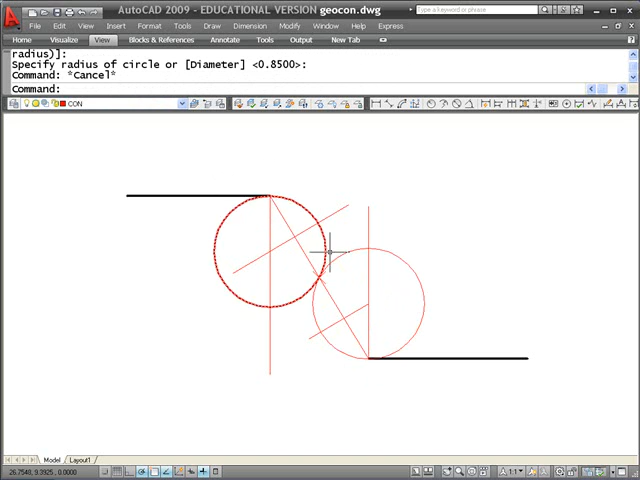 AutoCAD 2009 - EDUCATIONAL VERSION geocon.dwg
Type a keyword or phrase
File Edit View Insert Format Tools Draw Dimension Modify Window Help Express
Home Visualize View Blocks & References Annotate Tools Output New Tab
radius)]:
Specify radius of circle or [Diameter] <0.8500>:
Command: *Cancel*
Command:
CON
Model Layout1
26.7540, 9.3925, 0.0000
1:1